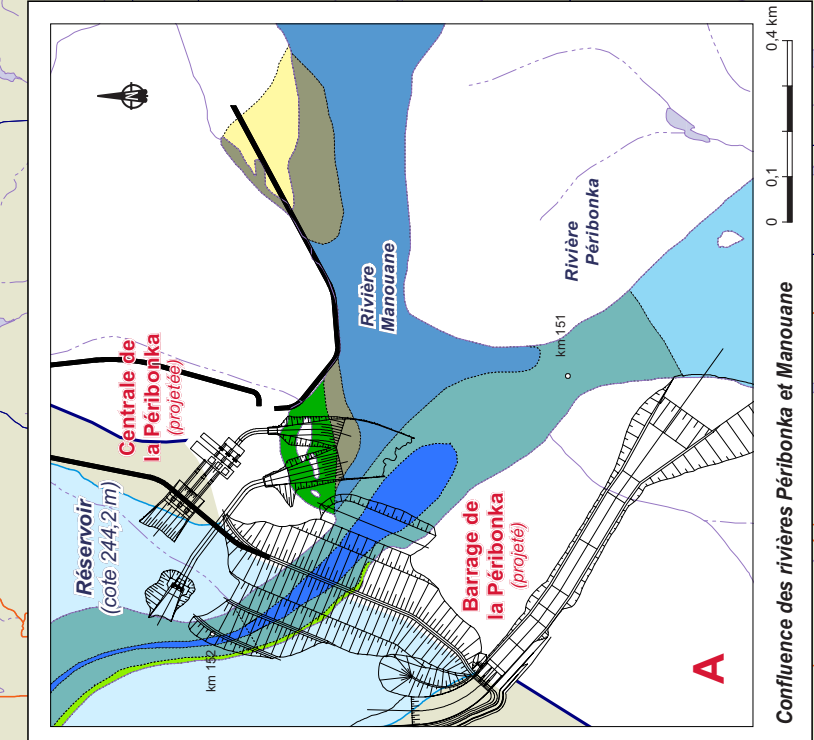 Centrale de
la Péribonka
(projetée)
Réservoir
(cote 244,2 m)
Rivière
Manouane
Rivière
Péribonka
km 151
km 152
Barrage de
la Péribonka
(projeté)
A
0 0,1 0,4 km
Confluence des rivières Péribonka et Manouane